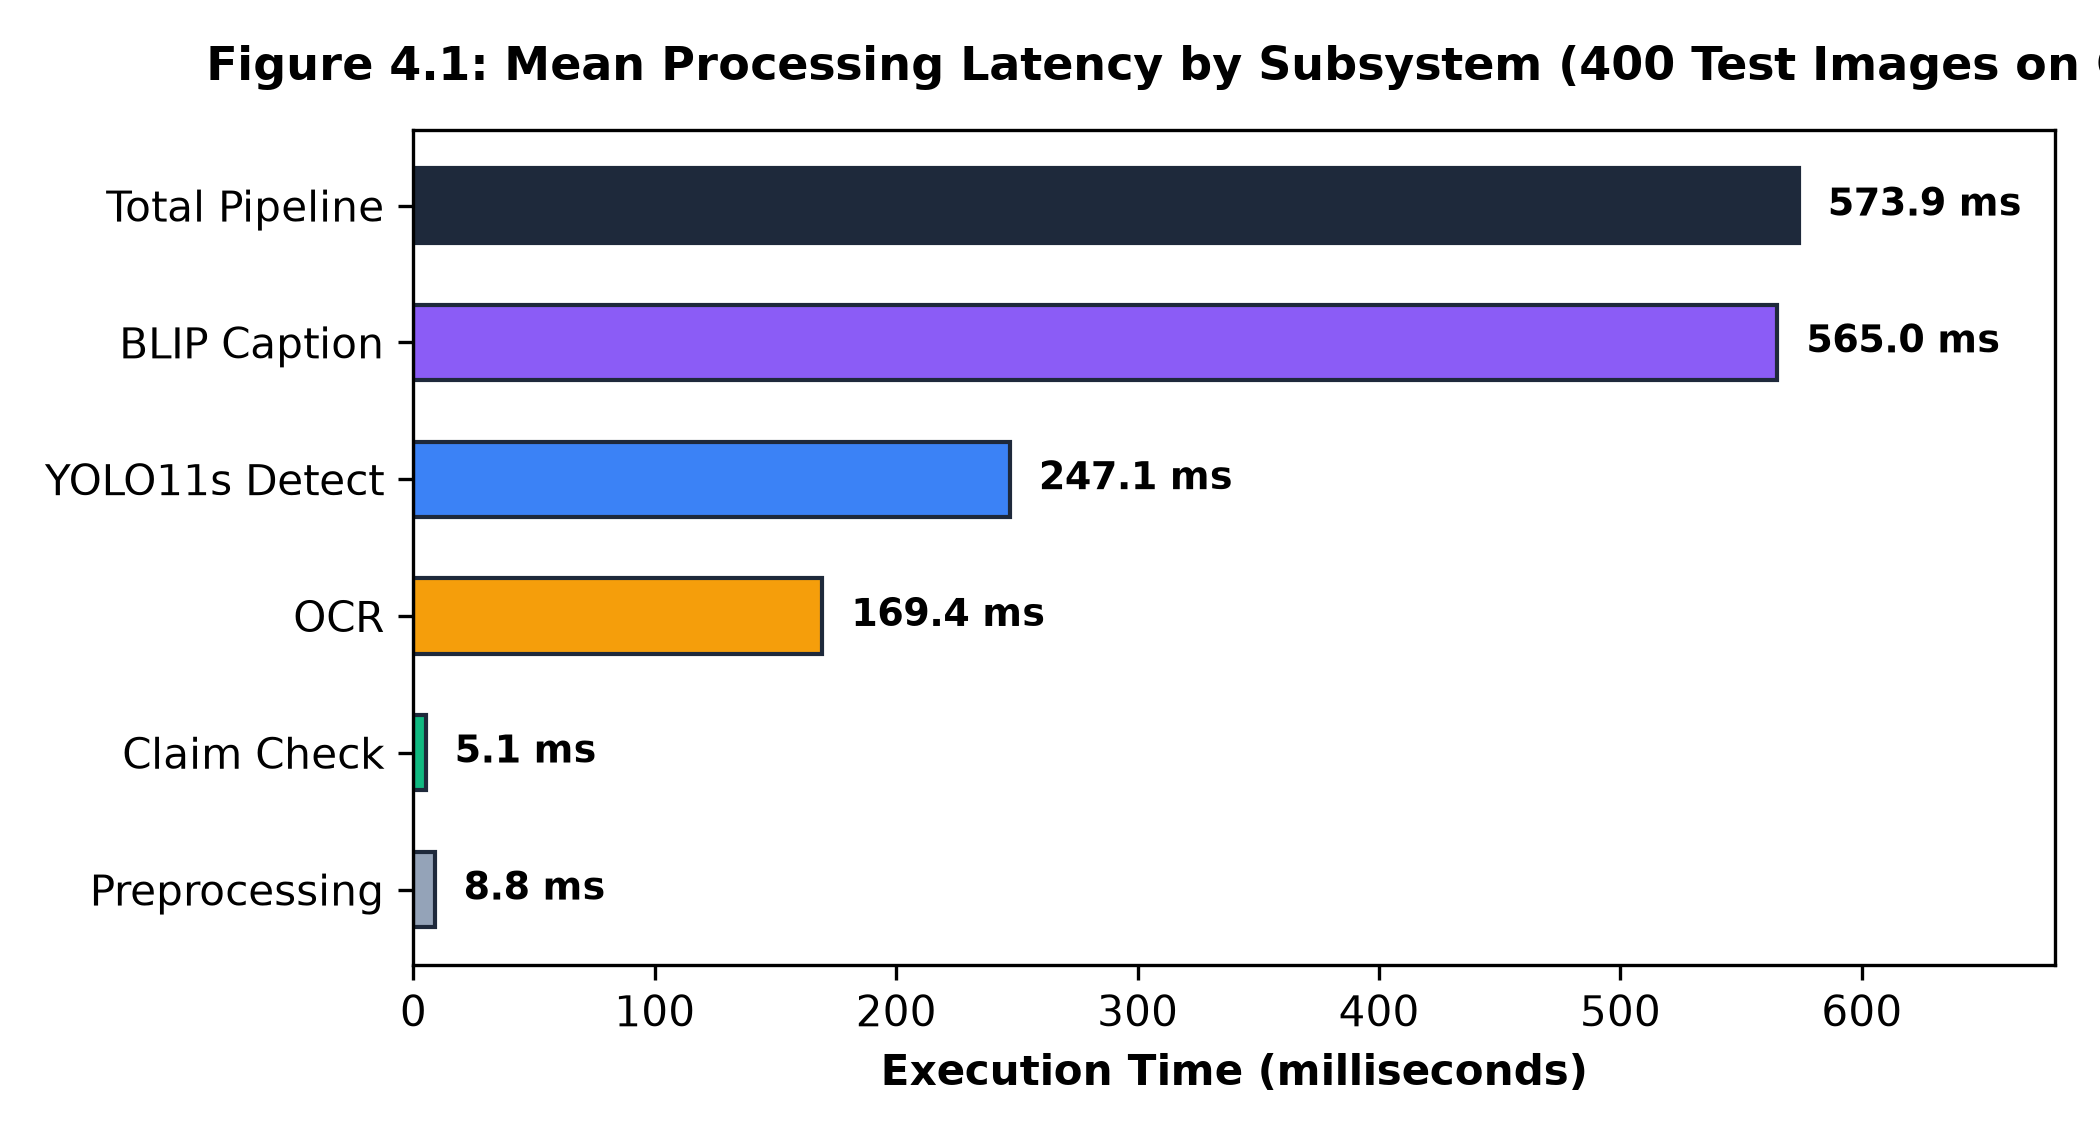 Figure 4.1: Mean Processing Latency by Subsystem (400 Test Images on
Total Pipeline 573.9 ms
BLIP Caption 565.0 ms
YOLO11s Detect 247.1 ms
OCR 169.4 ms
Claim Check 5.1 ms
Preprocessing 8.8 ms
0 100 200 300 400 500 600
Execution Time (milliseconds)